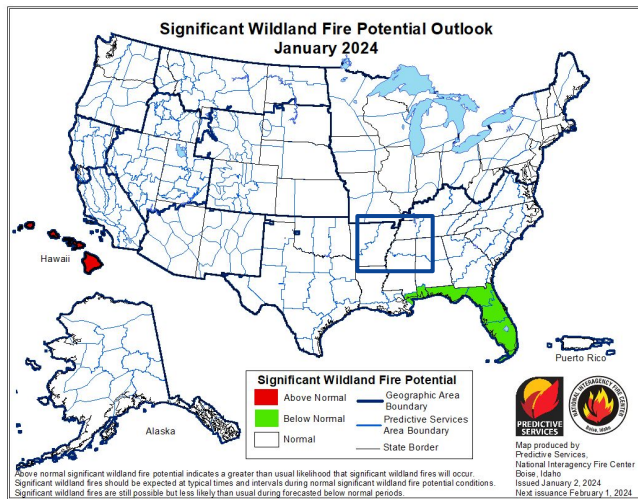 Significant Wildland Fire Potential Outlook
January 2024
Hawaii
Puerto Rico
Alaska
Significant Wildland Fire Potential
Above Normal
Below Normal
Normal
Geographic Area
Boundary
Predictive Services
Area Boundary
State Border
PREDICTIVE
SERVICES
NATIONAL INTERAGENCY FIRE CENTER
Boise, Idaho
Map produced by
Predictive Services,
National Interagency Fire Center
Boise, Idaho
Issued January 2, 2024
Next issuance February 1, 2024
Above normal significant wildland fire potential indicates a greater than usual likelihood that significant wildland fires will occur.
Significant wildland fires should be expected at typical times and intervals during normal significant wildland fire potential conditions.
Significant wildland fires are still possible but less likely than usual during forecasted below normal periods.